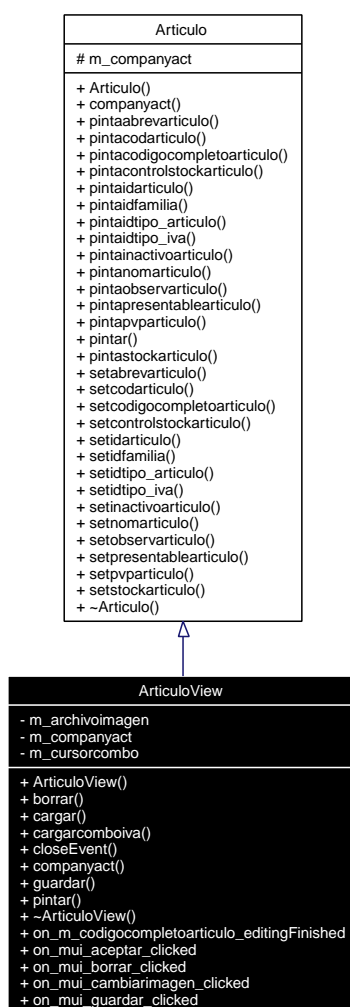 Articulo
# m_companyact
+ Articulo()
+ companyact()
+ pintaabrevarticulo()
+ pintacodarticulo()
+ pintacodigocompletoarticulo()
+ pintacontrolstockarticulo()
+ pintaidarticulo()
+ pintaidfamilia()
+ pintaidtipo_articulo()
+ pintaidtipo_iva()
+ pintainactivoarticulo()
+ pintanomarticulo()
+ pintaobservarticulo()
+ pintapresentablearticulo()
+ pintapvparticulo()
+ pintar()
+ pintastockarticulo()
+ setabrevarticulo()
+ setcodarticulo()
+ setcodigocompletoarticulo()
+ setcontrolstockarticulo()
+ setidarticulo()
+ setidfamilia()
+ setidtipo_articulo()
+ setidtipo_iva()
+ setinactivoarticulo()
+ setnomarticulo()
+ setobservarticulo()
+ setpresentablearticulo()
+ setpvparticulo()
+ setstockarticulo()
+ ~Articulo()
ArticuloView
- m_archivoimagen
- m_companyact
- m_cursorcombo
+ ArticuloView()
+ borrar()
+ cargar()
+ cargarcomboiva()
+ closeEvent()
+ companyact()
+ guardar()
+ pintar()
+ ~ArticuloView()
+ on_m_codigocompletoarticulo_editingFinished
+ on_mui_aceptar_clicked
+ on_mui_borrar_clicked
+ on_mui_cambiarimagen_clicked
+ on_mui_guardar_clicked